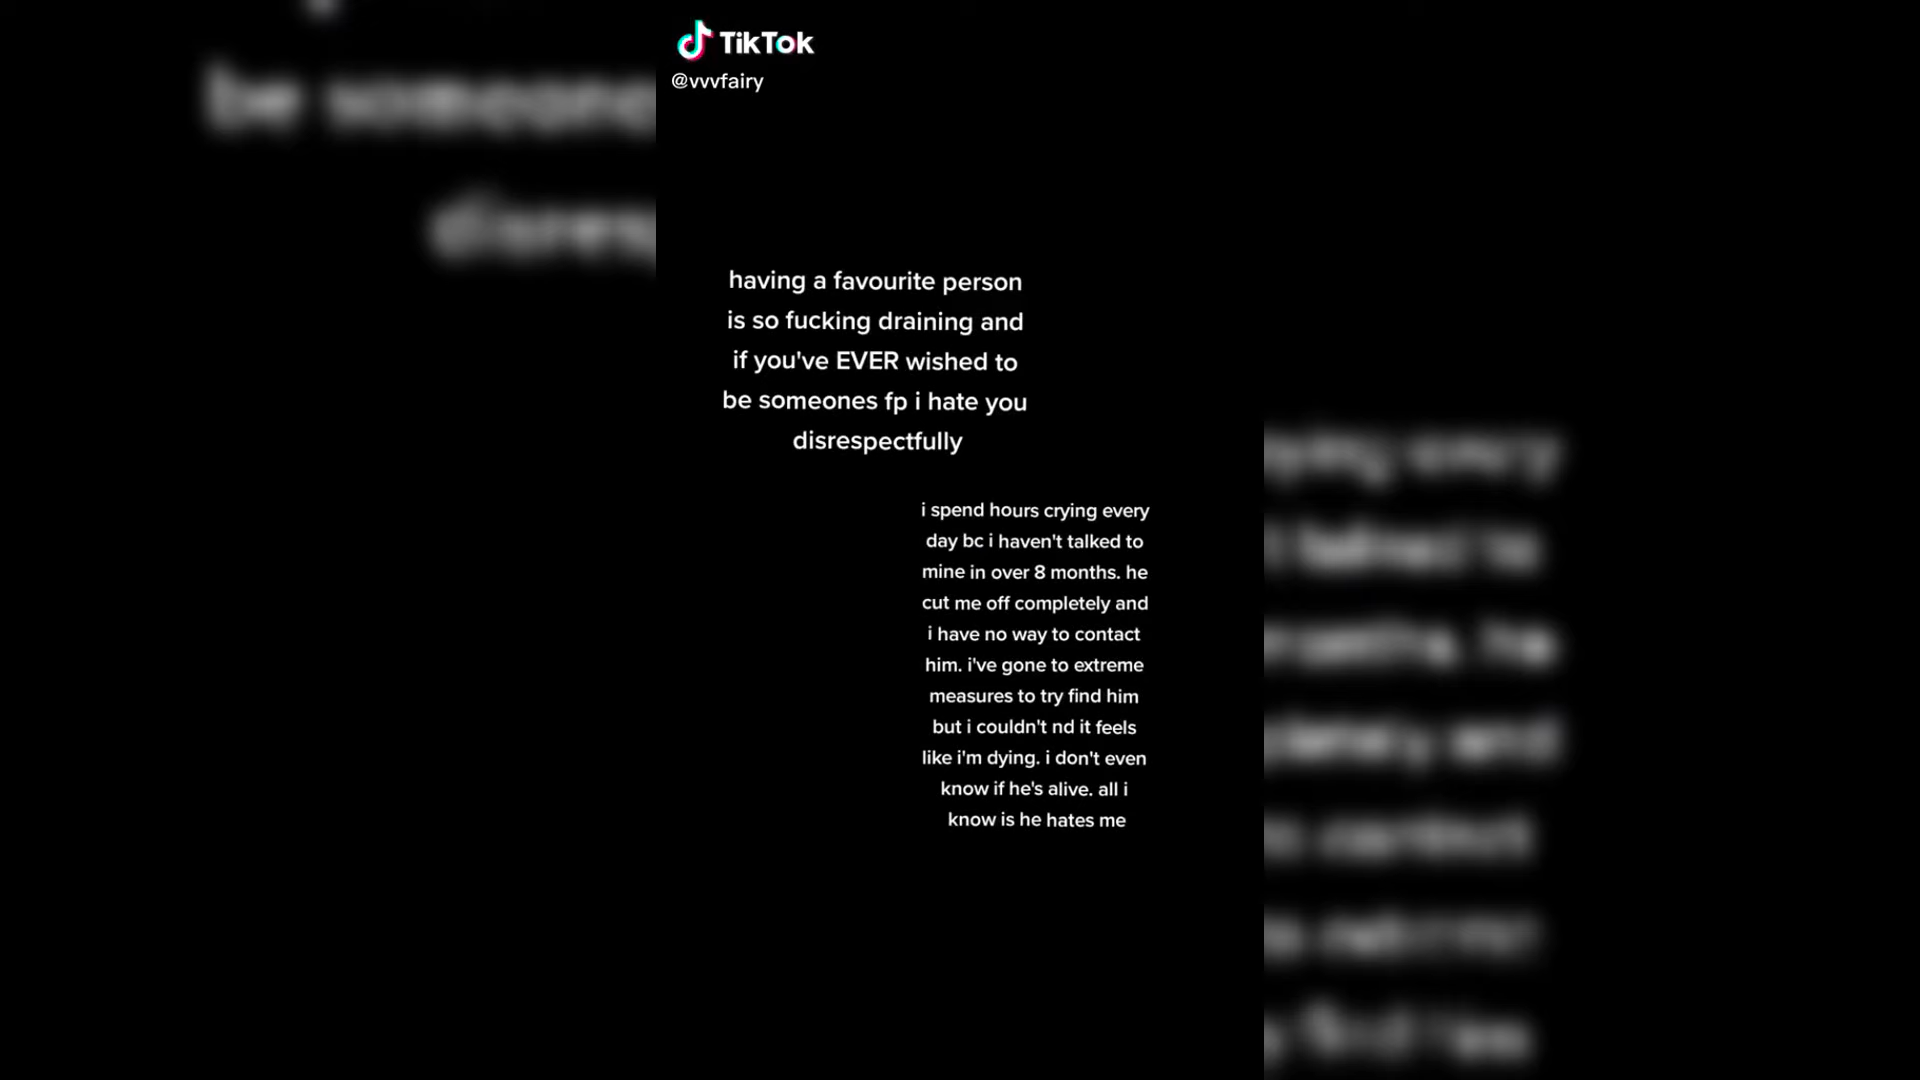 TikTok
@vvvfairy
having a favourite person
is so fucking draining and
if you've EVER wished to
be someones fp i hate you
disrespectfully
i spend hours crying every
day bc i haven't talked to
mine in over 8 months. he
cut me off completely and
i have no way to contact
him. i've gone to extreme
measures to try find him
but i couldn't nd it feels
like i'm dying. i don't even
know if he's alive. all i
know is he hates me